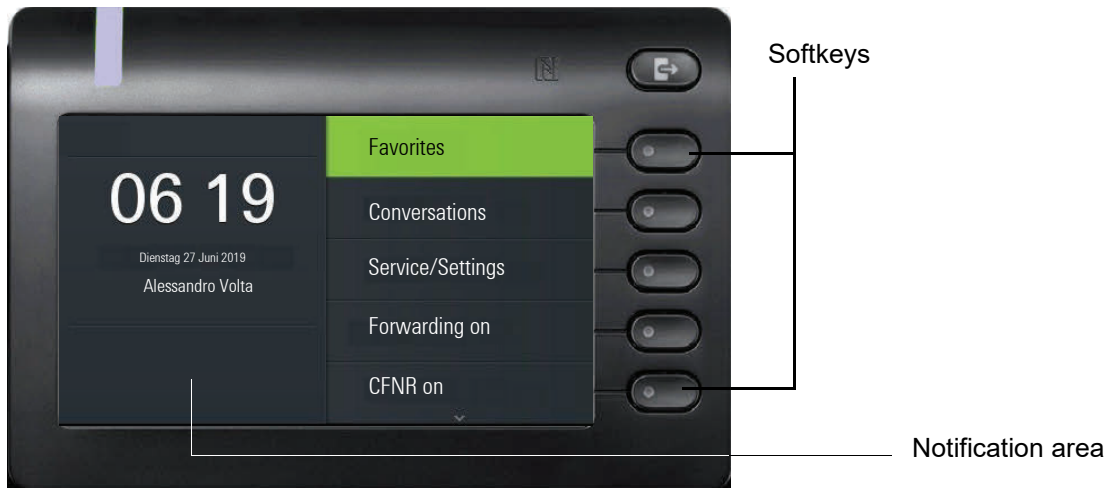 Softkeys
Favorites
06 19
Conversations
Dienstag 27 Juni 2019
Service/Settings
Alessandro Volta
Forwarding on
CFNR on
Notification area